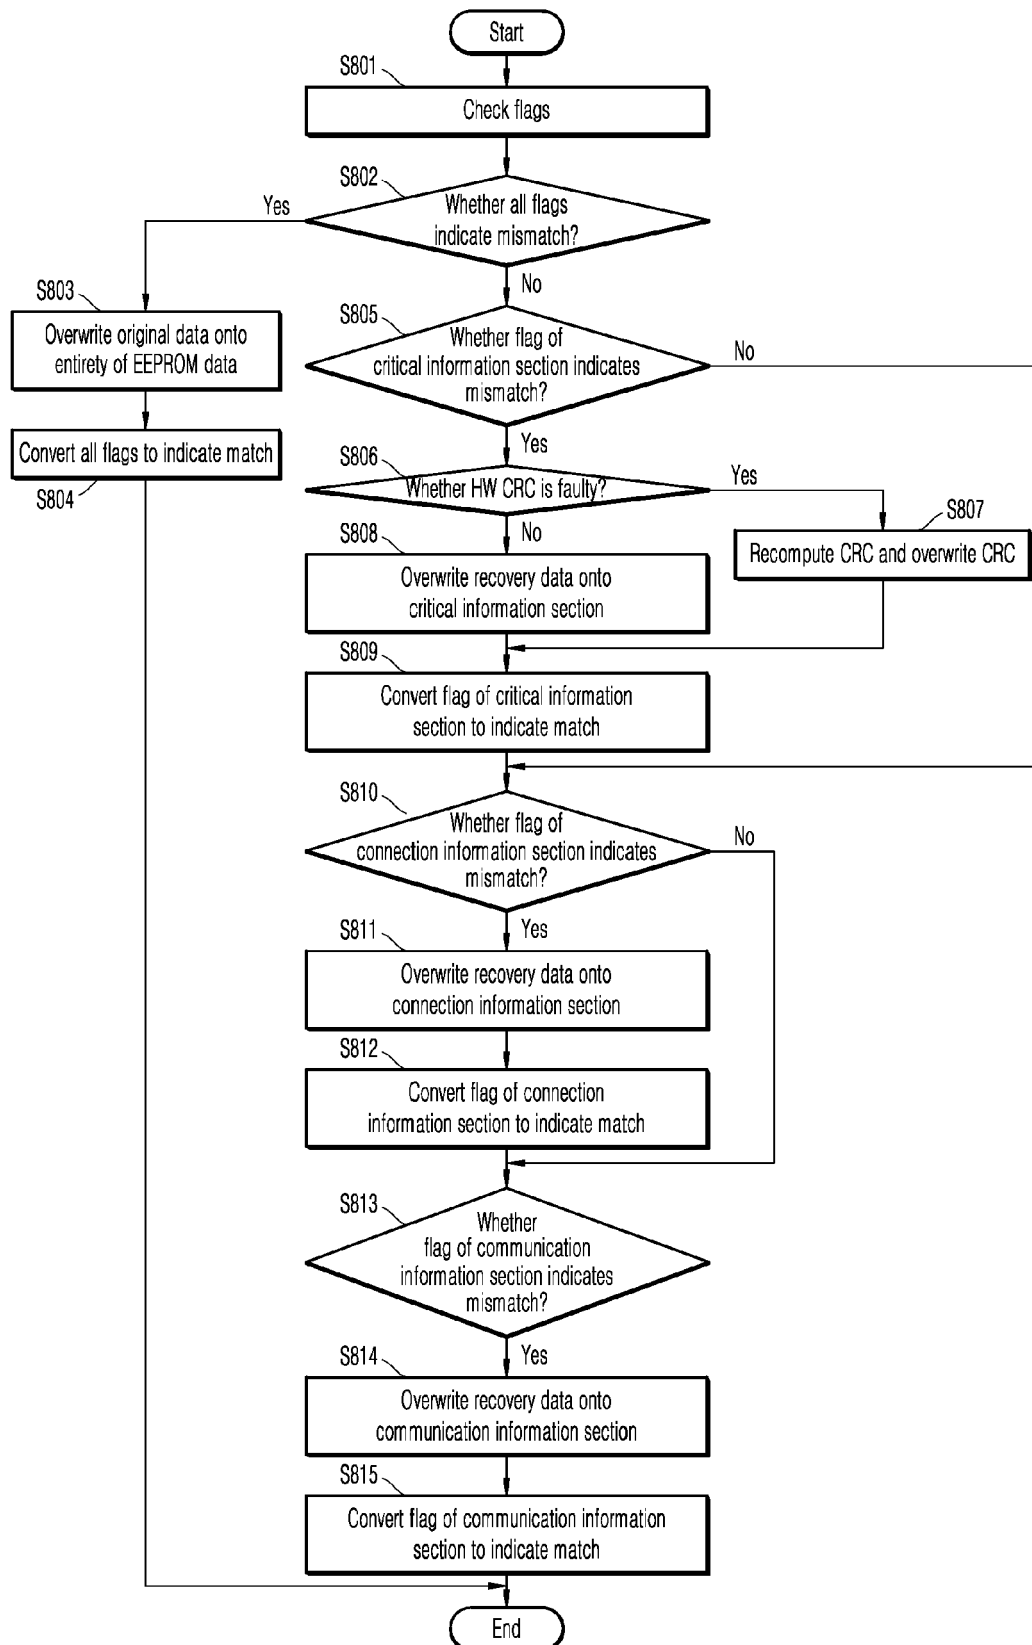 Start
S801
Check flags
S802
Whether all flags
indicate mismatch?
Yes
No
S803
Overwrite original data onto
entirety of EEPROM data
Convert all flags to indicate match
S804
S805
Whether flag of
critical information section indicates
mismatch?
No
Yes
S806
Whether HW CRC is faulty?
Yes
No
S807
Recompute CRC and overwrite CRC
S808
Overwrite recovery data onto
critical information section
S809
Convert flag of critical information
section to indicate match
S810
Whether flag of
connection information section indicates
mismatch?
No
Yes
S811
Overwrite recovery data onto
connection information section
S812
Convert flag of connection
information section to indicate match
S813
Whether
flag of communication
information section indicates
mismatch?
Yes
S814
Overwrite recovery data onto
communication information section
S815
Convert flag of communication information
section to indicate match
End